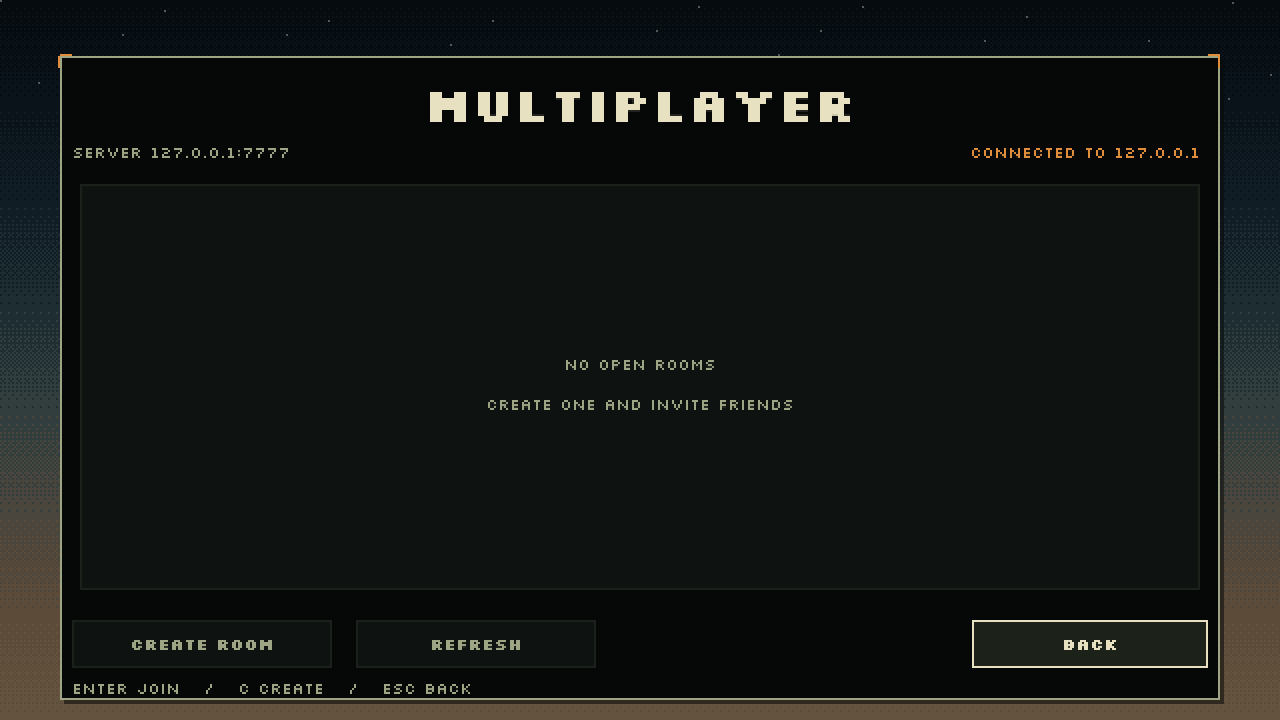 MULTIPLAYER
SERVER 127.0.0.1:7777
CONNECTED TO 127.0.0.1
NO OPEN ROOMS
CREATE ONE AND INVITE FRIENDS
CREATE ROOM
REFRESH
BACK
ENTER JOIN / C CREATE / ESC BACK